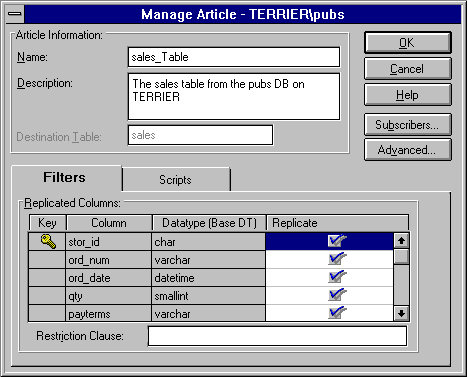 Manage Article - TERRIER\pubs
Article Information:
Name: sales_Table
Description: The sales table from the pubs DB on
TERRIER
Destination Table: sales
OK
Cancel
Help
Subscribers...
Advanced...
Filters Scripts
Replicated Columns:
Key Column Datatype (Base DT) Replicate
stor_id char
ord_num varchar
ord_date datetime
qty smallint
payterms varchar
Restriction Clause: